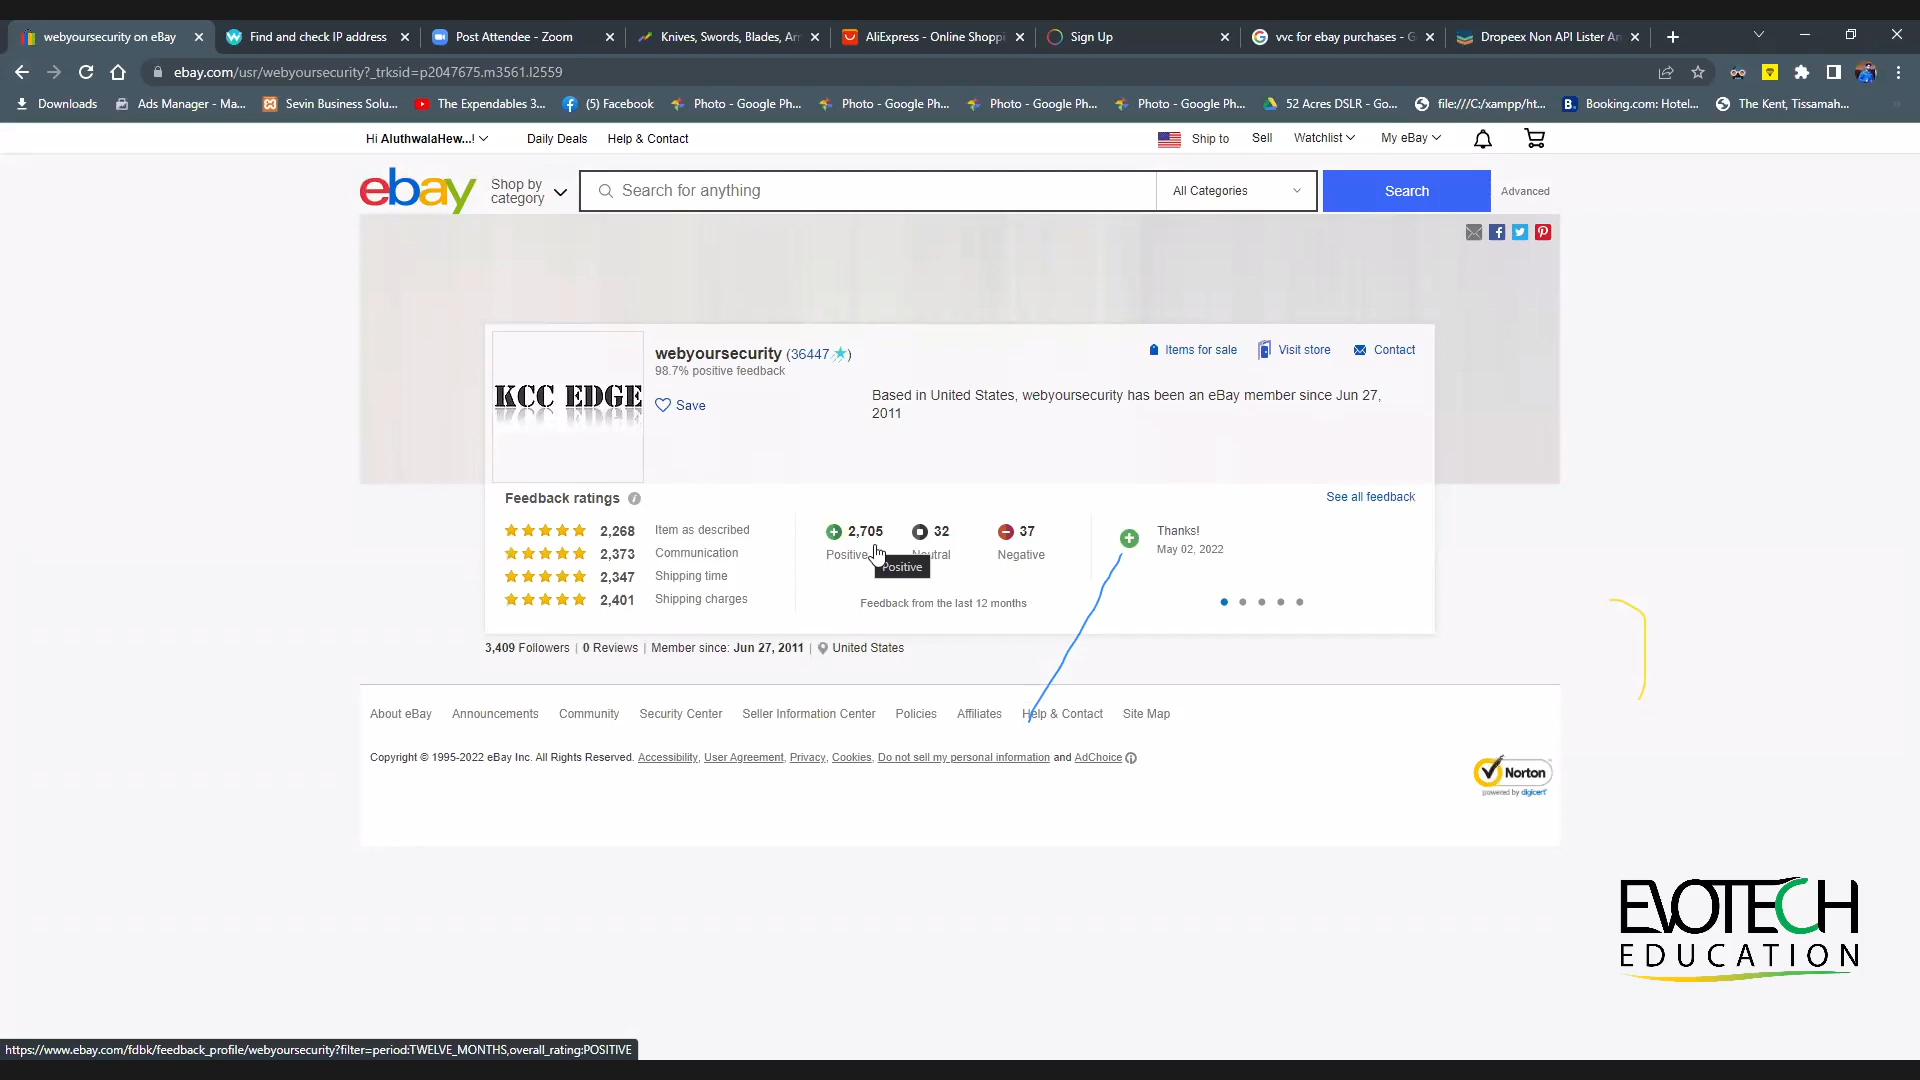 webyoursecurity on eBay
Find and check IP address
Post Attendee - Zoom
Knives, Swords, Blades, Ar
AliExpress - Online Shoppi
Sign Up
vvc for ebay purchases - G
Dropeex Non API Lister An
ebay.com/usr/webyoursecurity?_trksid=p2047675.m3561.l2559
Downloads
Ads Manager - Ma...
Sevin Business Solu...
The Expendables 3...
(5) Facebook
Photo - Google Ph...
Photo - Google Ph...
Photo - Google Ph...
Photo - Google Ph...
52 Acres DSLR - Go...
file:///C:/xampp/ht...
Booking.com: Hotel...
The Kent, Tissamah...
Hi AluthwalaHew...!
Daily Deals
Help & Contact
Ship to
Sell
Watchlist
My eBay
ebay
Shop by
category
Search for anything
All Categories
Search
Advanced
KCC EDGE
webyoursecurity (36447)
98.7% positive feedback
Save
Items for sale
Visit store
Contact
Based in United States, webyoursecurity has been an eBay member since Jun 27,
2011
Feedback ratings
See all feedback
2,268 Item as described
2,373 Communication
2,347 Shipping time
2,401 Shipping charges
2,705
Positive
32
Neutral
37
Negative
Positive
Feedback from the last 12 months
Thanks!
May 02, 2022
3,409 Followers | 0 Reviews | Member since: Jun 27, 2011 | United States
About eBay
Announcements
Community
Security Center
Seller Information Center
Policies
Affiliates
Help & Contact
Site Map
Copyright © 1995-2022 eBay Inc. All Rights Reserved. Accessibility, User Agreement, Privacy, Cookies, Do not sell my personal information and AdChoice
Norton
powered by digicert
EVOTECH
EDUCATION
https://www.ebay.com/fdbk/feedback_profile/webyoursecurity?filter=period:TWELVE_MONTHS,overall_rating:POSITIVE